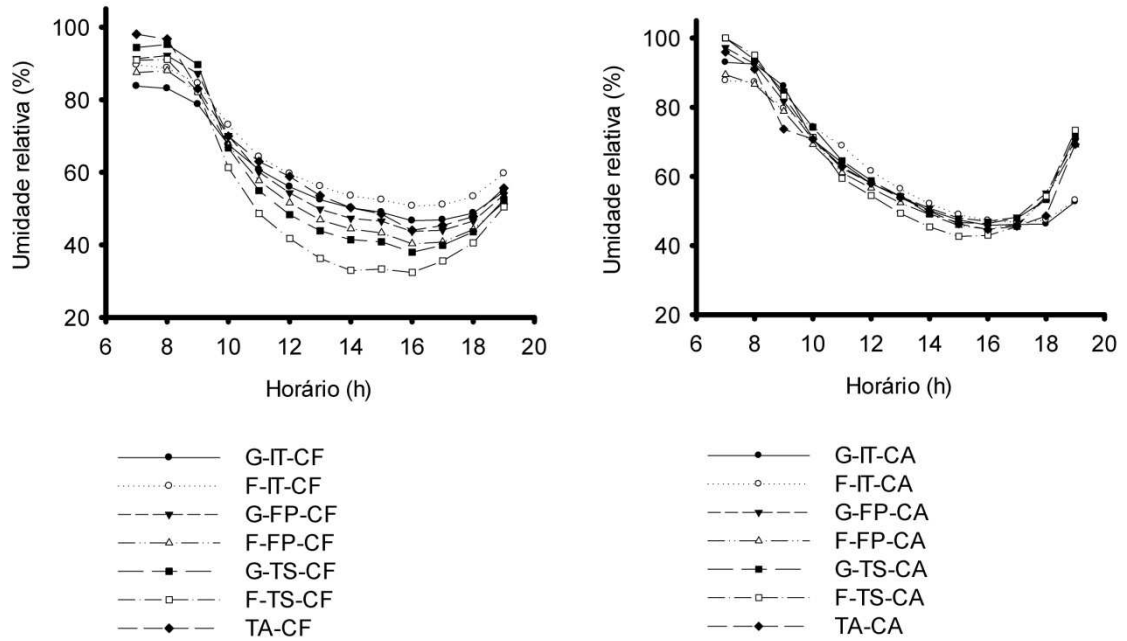 Umidade relativa (%)
100
80
60
40
20
6 8 10 12 14 16 18 20
Horário (h)
G-IT-CF
F-IT-CF
G-FP-CF
F-FP-CF
G-TS-CF
F-TS-CF
TA-CF
Umidade relativa (%)
100
80
60
40
20
6 8 10 12 14 16 18 20
Horário (h)
G-IT-CA
F-IT-CA
G-FP-CA
F-FP-CA
G-TS-CA
F-TS-CA
TA-CA